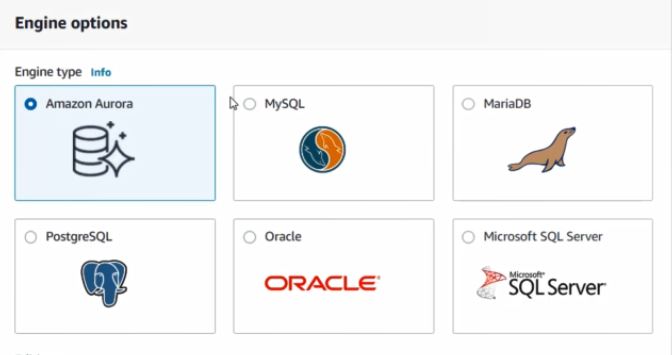 Engine options
Engine type Info
Amazon Aurora
MySQL
MariaDB
PostgreSQL
Oracle
ORACLE®
Microsoft SQL Server
Microsoft®
SQL Server®